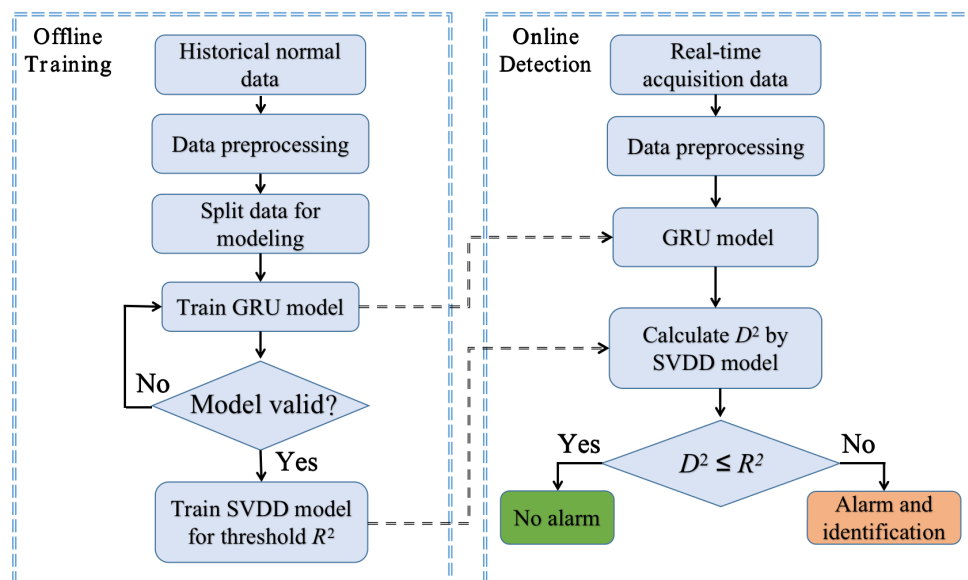 Offline
Training
Historical normal
data
Data preprocessing
Split data for
modeling
Train GRU model
No
Model valid?
Yes
Train SVDD model
for threshold R²
Online
Detection
Real-time
acquisition data
Data preprocessing
GRU model
Calculate D² by
SVDD model
Yes
D² ≤ R²
No
No alarm
Alarm and
identification